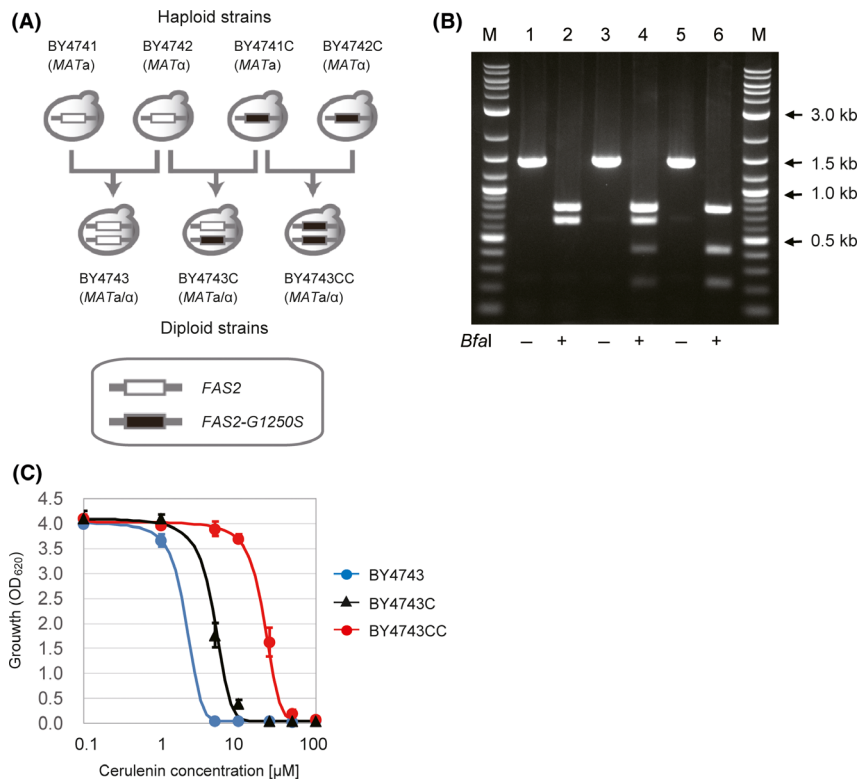 (A)
Haploid strains
BY4741 BY4742 BY4741C BY4742C
(MATa) (MATα) (MATa) (MATα)
BY4743 BY4743C BY4743CC
(MATa/α) (MATa/α) (MATa/α)
Diploid strains
FAS2
FAS2-G1250S
(B)
M 1 2 3 4 5 6 M
3.0 kb
1.5 kb
1.0 kb
0.5 kb
BfaI – + – + – +
(C)
Grouwth (OD620)
4.5
4.0
3.5
3.0
2.5
2.0
1.5
1.0
0.5
0.0
0.1 1 10 100
Cerulenin concentration [µM]
BY4743
BY4743C
BY4743CC